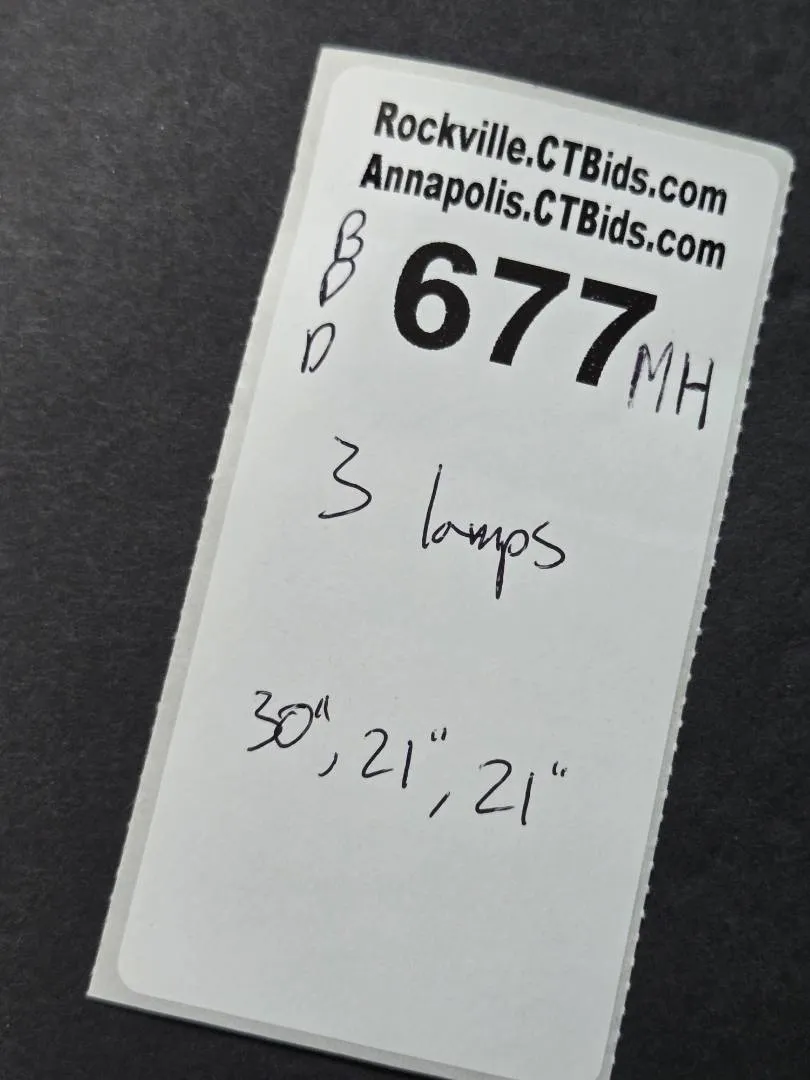 Rockville.CTBids.com
Annapolis.CTBids.com
B
D
D
677 MH
3 lamps
30", 21", 21"